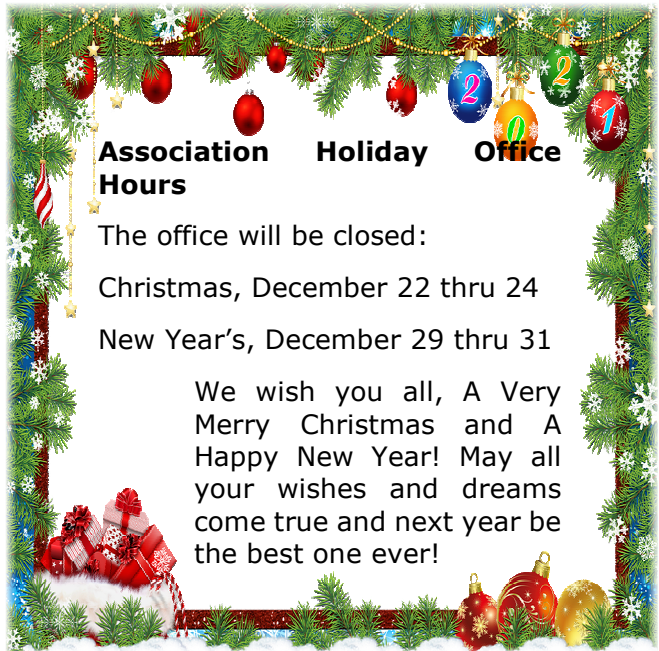 2 0 2 1
Association Holiday Office
Hours
The office will be closed:
Christmas, December 22 thru 24
New Year’s, December 29 thru 31
We wish you all, A Very
Merry Christmas and A
Happy New Year! May all
your wishes and dreams
come true and next year be
the best one ever!